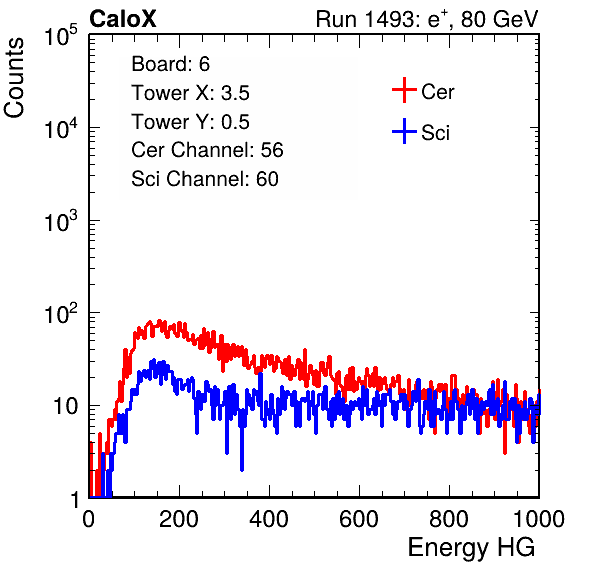 CaloX Run 1493: e⁺, 80 GeV
Counts
10⁵
10⁴
10³
10²
10
1
Board: 6
Tower X: 3.5
Tower Y: 0.5
Cer Channel: 56
Sci Channel: 60
Cer
Sci
0 200 400 600 800 1000
Energy HG